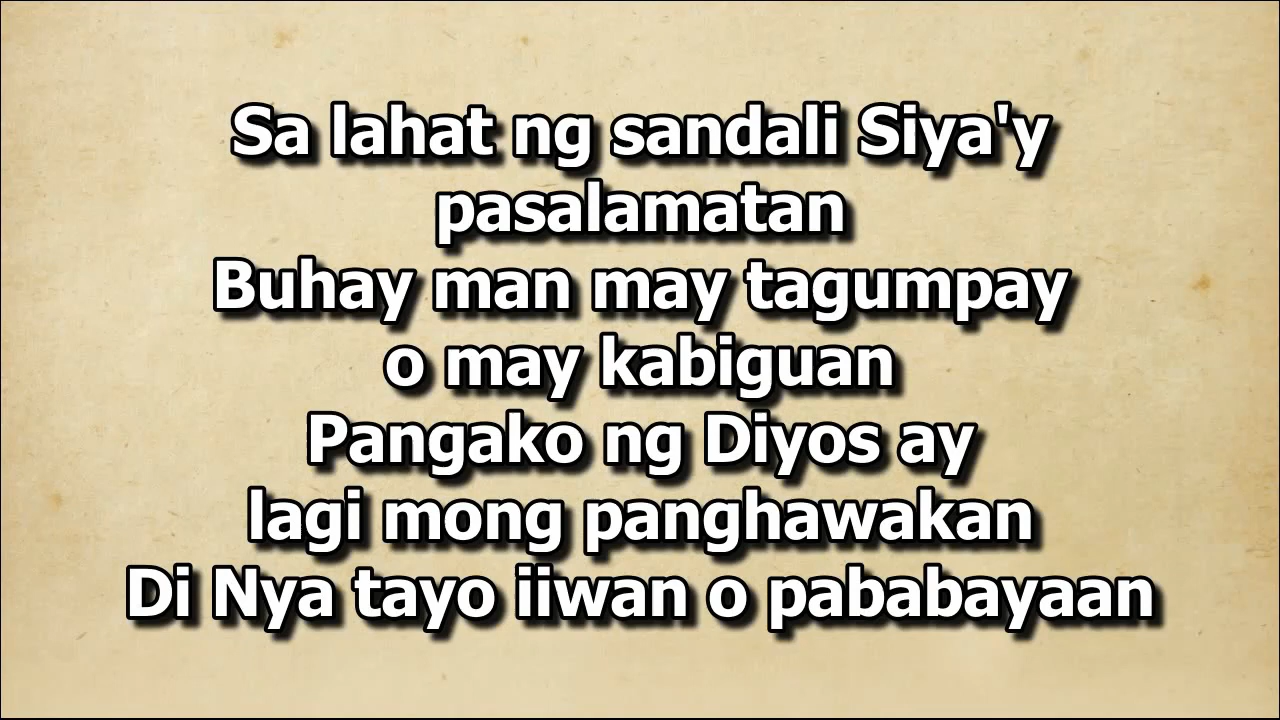 Sa lahat ng sandali Siya'y
pasalamatan
Buhay man may tagumpay
o may kabiguan
Pangako ng Diyos ay
lagi mong panghawakan
Di Nya tayo iiwan o pababayaan